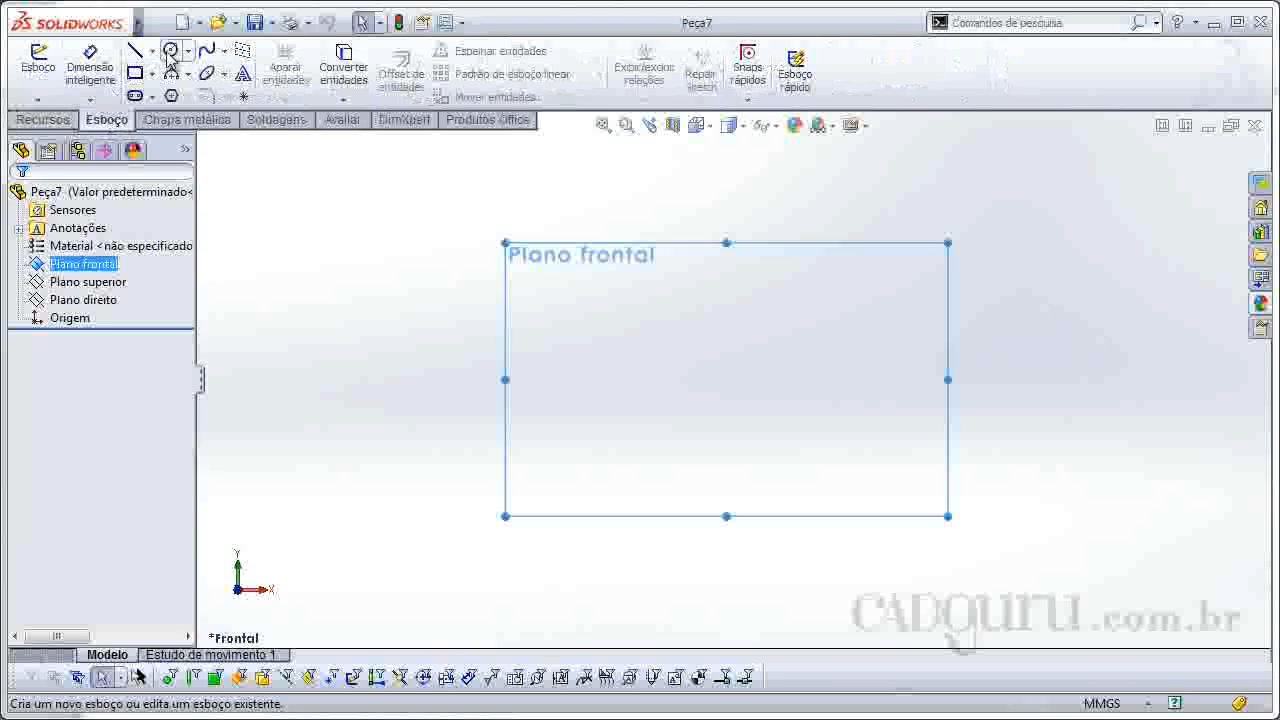 SOLIDWORKS
Peça7
Comandos de pesquisa
Esboço
Dimensão inteligente
Aparar entidades
Converter entidades
Offset de entidades
Espelhar entidades
Padrão de esboço linear
Mover entidades
Exibir/exclus relações
Repair Sketch
Snaps rápidos
Esboço rápido
Recursos
Esboço
Chapa metálica
Soldagens
Avaliar
DimXpert
Produtos Office
Peça7 (Valor predeterminado<
Sensores
Anotações
Material <não especificado
Plano frontal
Plano superior
Plano direito
Origem
Plano frontal
Y
X
*Frontal
CADGuru.com.br
Modelo
Estudo de movimento 1
Cria um novo esboço ou edita um esboço existente.
MMGS